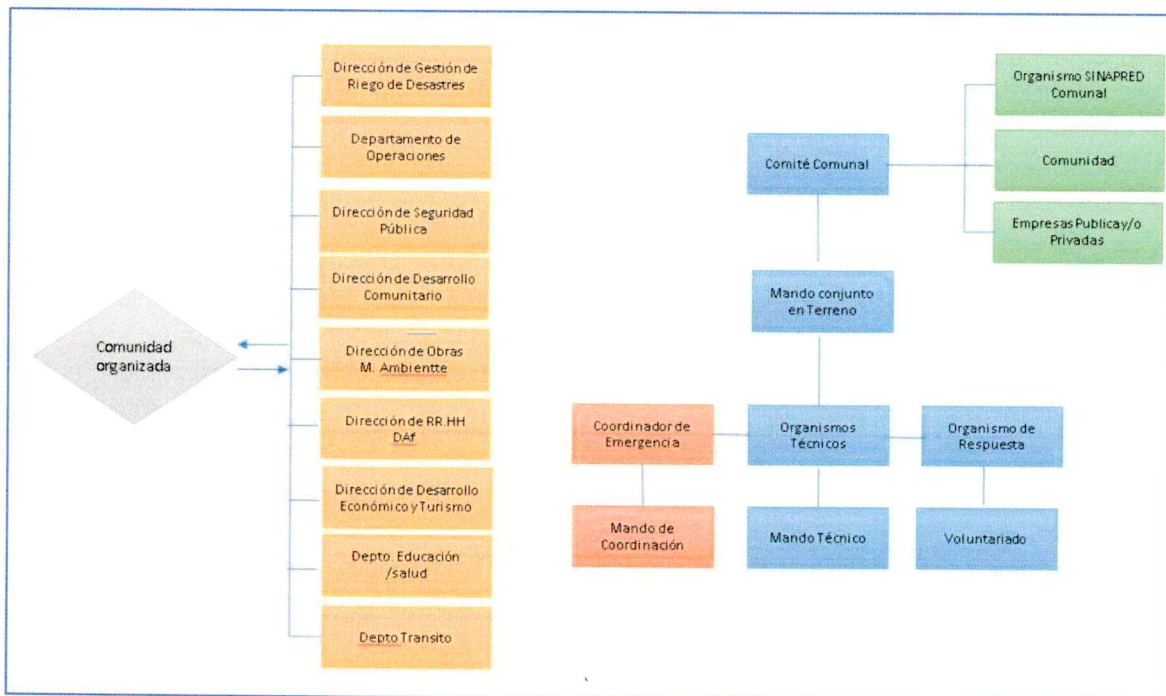 Comunidad
organizada
Dirección de Gestión de
Riego de Desastres
Departamento de
Operaciones
Dirección de Seguridad
Pública
Dirección de Desarrollo
Comunitario
Dirección de Obras
M. Ambientte
Dirección de RR.HH
DAf
Dirección de Desarrollo
Económico y Turismo
Depto. Educación
/salud
Depto Transito
Comité Comunal
Organismo SINAPRED
Comunal
Comunidad
Empresas Publica y/o
Privadas
Mando conjunto
en Terreno
Coordinador de
Emergencia
Organismos
Técnicos
Organismo de
Respuesta
Mando de
Coordinación
Mando Técnico
Voluntariado